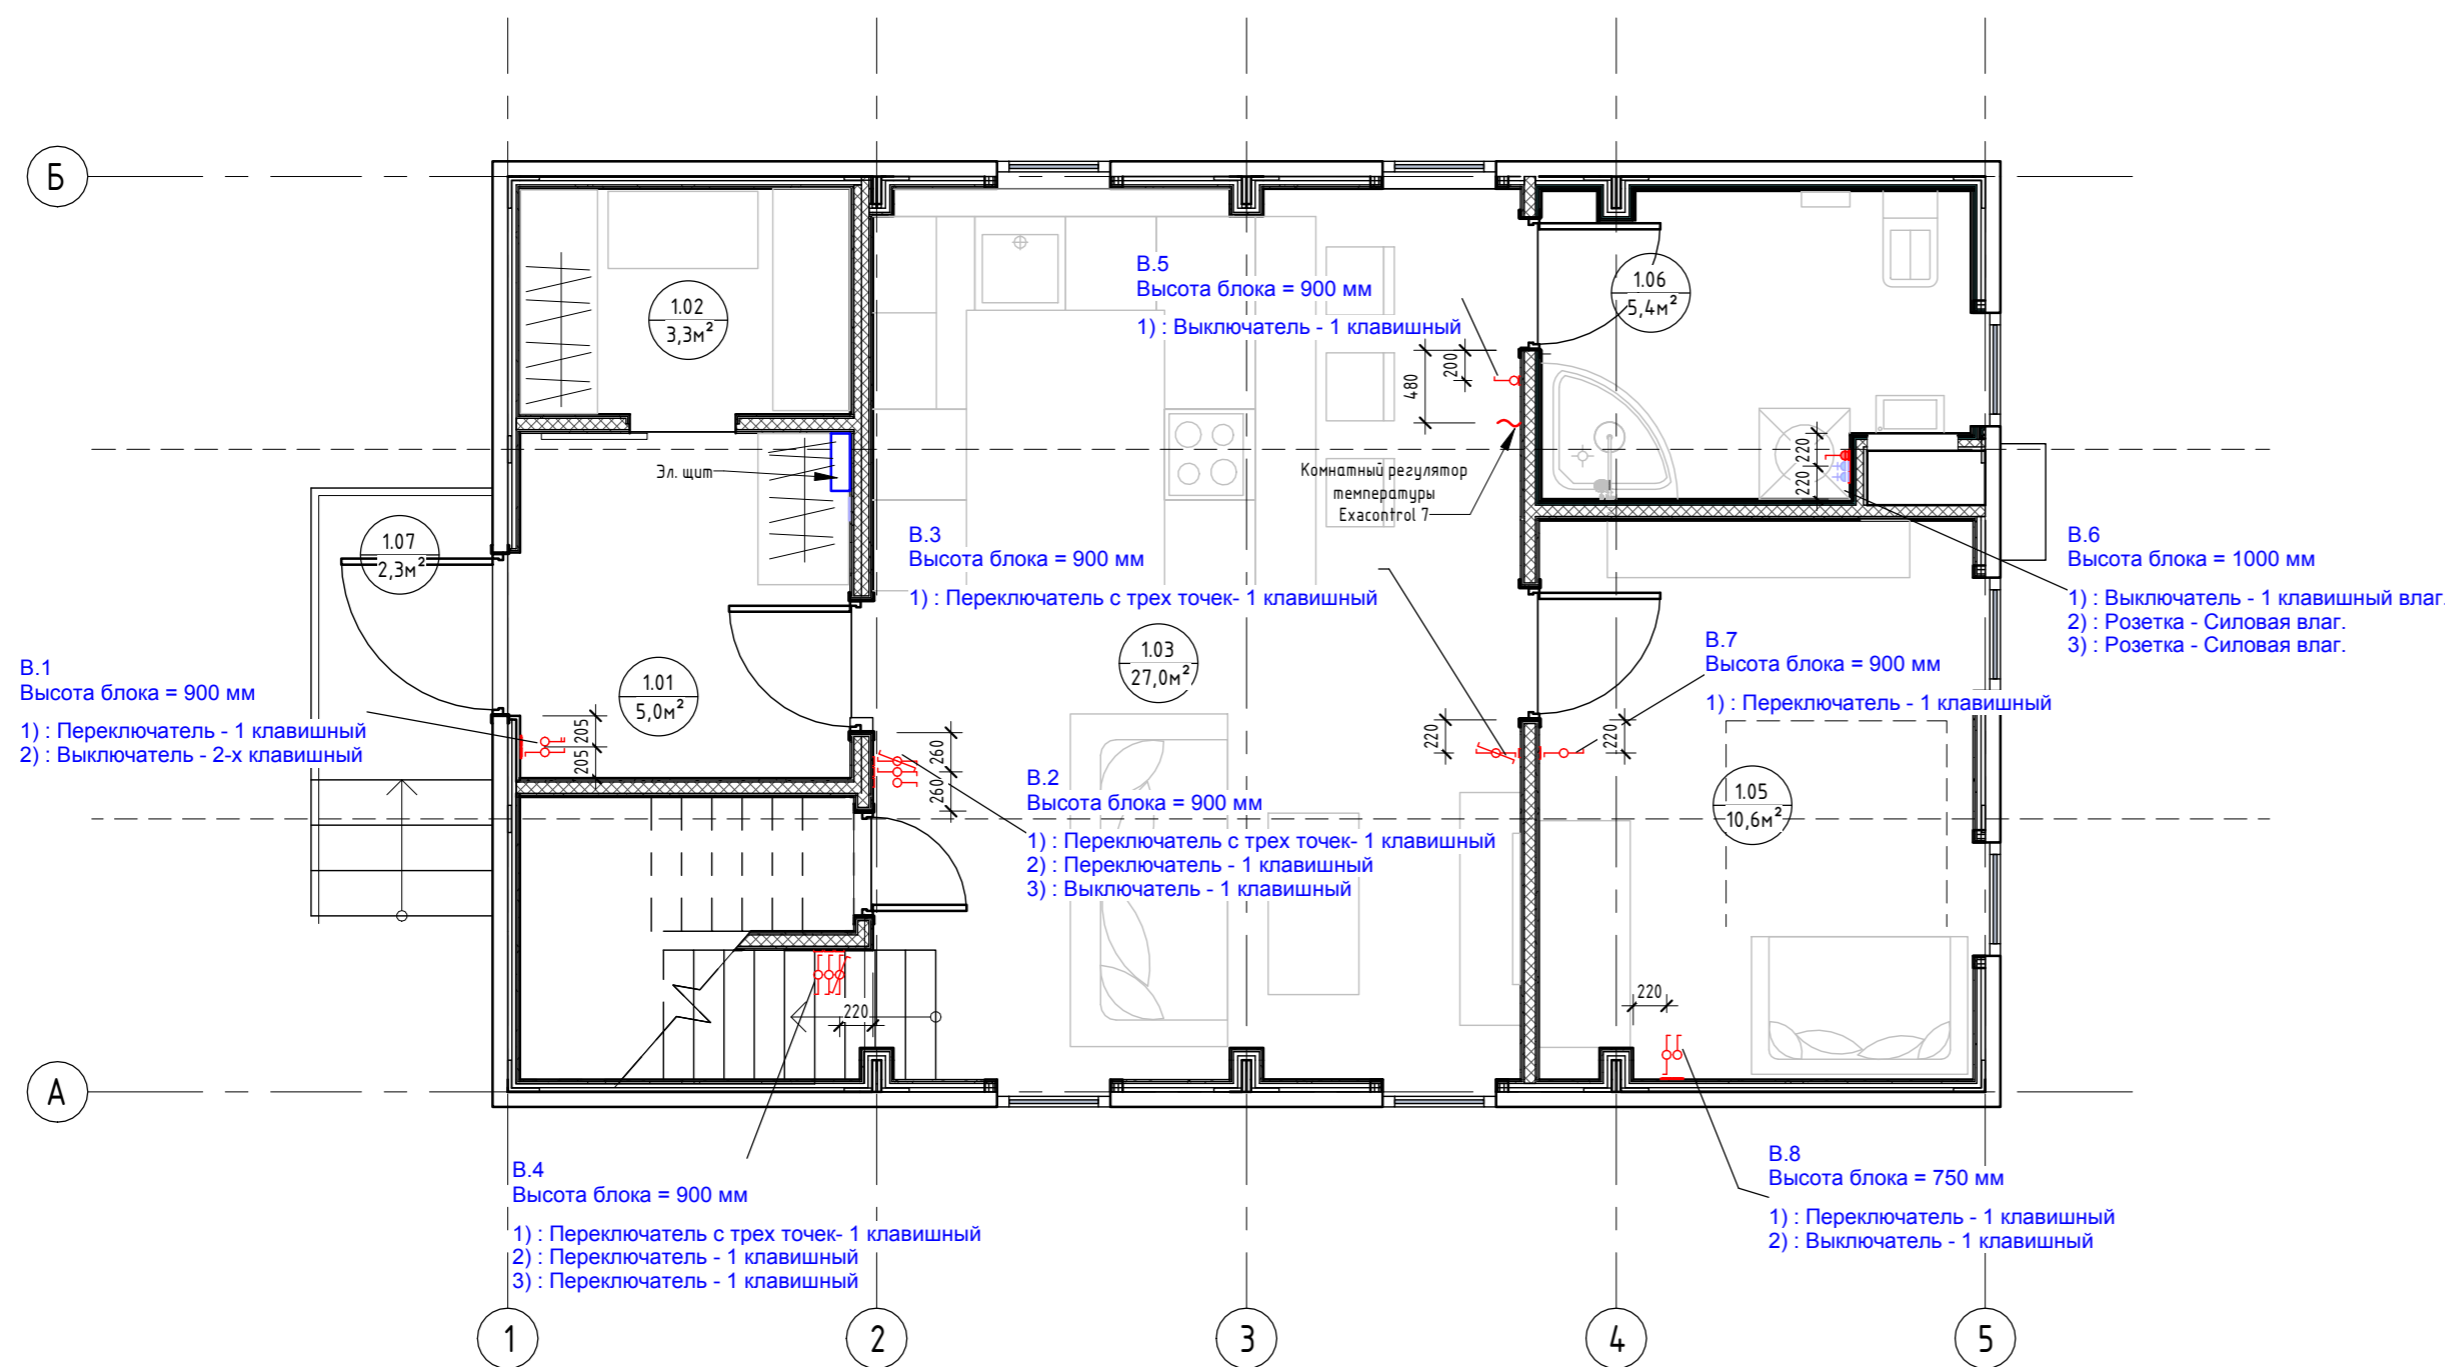 Б
В.5
Высота блока = 900 мм
1) : Выключатель - 1 клавишный
1.06
5,4м²
1.02
3,3м²
200
480
Эл. щит
Комнатный регулятор
температуры
Exacontrol 7
220
220
1.07
2,3м²
В.3
Высота блока = 900 мм
1) : Переключатель с трех точек- 1 клавишный
В.6
Высота блока = 1000 мм
1) : Выключатель - 1 клавишный влаг.
2) : Розетка - Силовая влаг.
3) : Розетка - Силовая влаг.
В.1
Высота блока = 900 мм
1) : Переключатель - 1 клавишный
2) : Выключатель - 2-х клавишный
1.01
5,0м²
1.03
27,0м²
В.7
Высота блока = 900 мм
1) : Переключатель - 1 клавишный
205
205
260
260
220
220
В.2
Высота блока = 900 мм
1) : Переключатель с трех точек- 1 клавишный
2) : Переключатель - 1 клавишный
3) : Выключатель - 1 клавишный
1.05
10,6м²
220
220
А
В.4
Высота блока = 900 мм
1) : Переключатель с трех точек- 1 клавишный
2) : Переключатель - 1 клавишный
3) : Переключатель - 1 клавишный
В.8
Высота блока = 750 мм
1) : Переключатель - 1 клавишный
2) : Выключатель - 1 клавишный
1
2
3
4
5